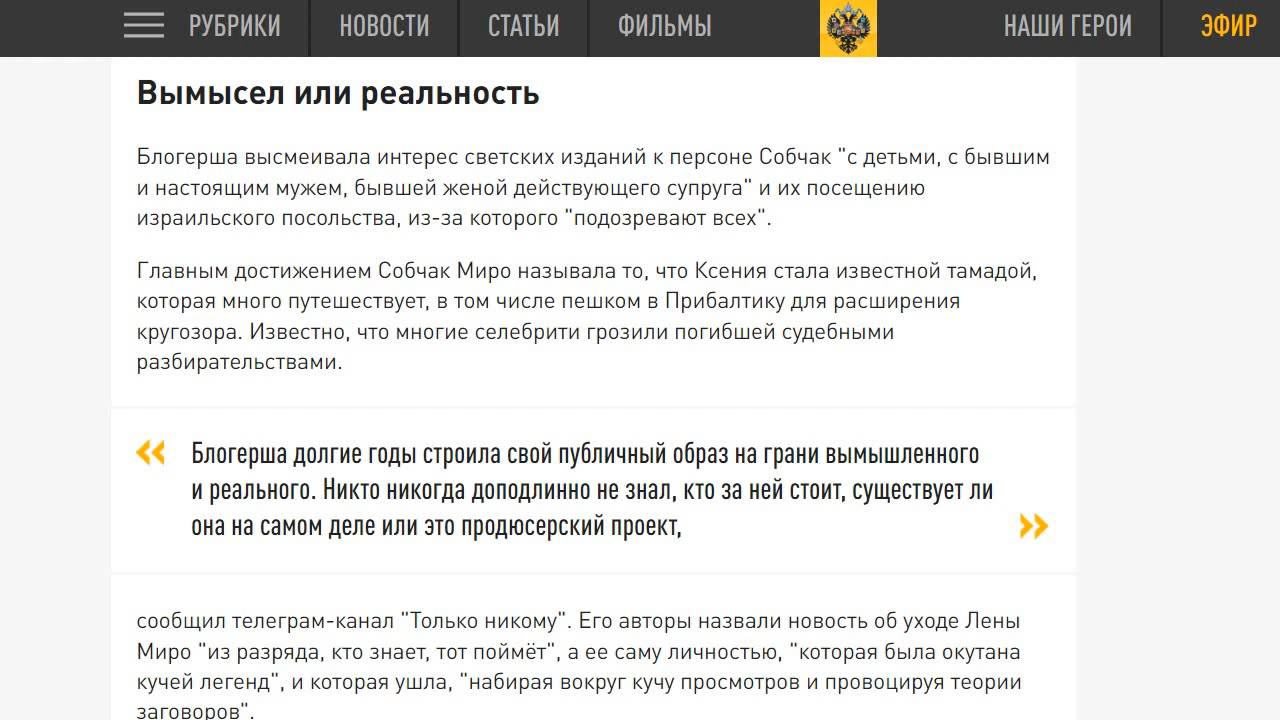 РУБРИКИ НОВОСТИ СТАТЬИ ФИЛЬМЫ НАШИ ГЕРОИ ЭФИР
Вымысел или реальность
Блогерша высмеивала интерес светских изданий к персоне Собчак "с детьми, с бывшим
и настоящим мужем, бывшей женой действующего супруга" и их посещению
израильского посольства, из-за которого "подозревают всех".
Главным достижением Собчак Миро называла то, что Ксения стала известной тамадой,
которая много путешествует, в том числе пешком в Прибалтику для расширения
кругозора. Известно, что многие селебрити грозили погибшей судебными
разбирательствами.
« Блогерша долгие годы строила свой публичный образ на грани вымышленного
и реального. Никто никогда доподлинно не знал, кто за ней стоит, существует ли
она на самом деле или это продюсерский проект, »
сообщил телеграм-канал "Только никому". Его авторы назвали новость об уходе Лены
Миро "из разряда, кто знает, тот поймёт", а ее саму личностью, "которая была окутана
кучей легенд", и которая ушла, "набирая вокруг кучу просмотров и провоцируя теории
заговоров".